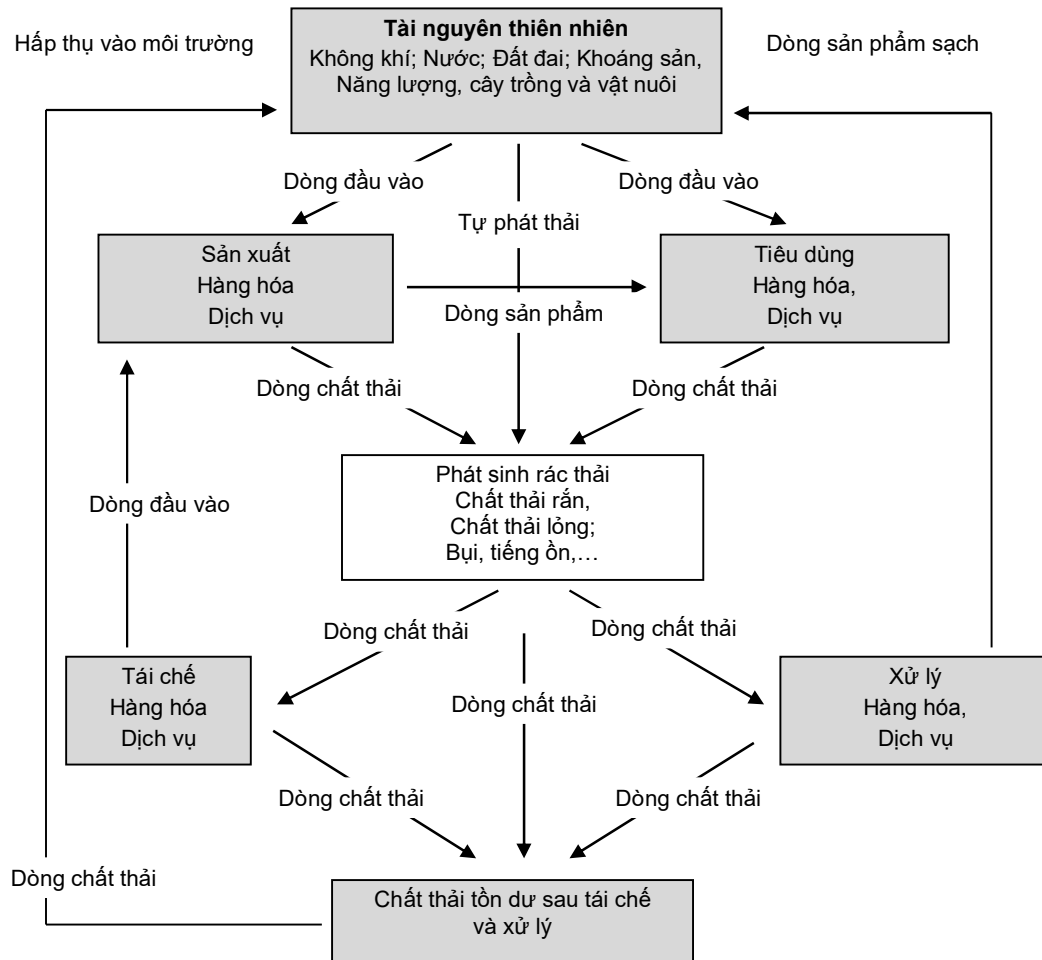 Hấp thụ vào môi trường
Tài nguyên thiên nhiên
Không khí; Nước; Đất đai; Khoáng sản,
Năng lượng, cây trồng và vật nuôi
Dòng sản phẩm sạch
Dòng đầu vào
Dòng đầu vào
Tự phát thải
Sản xuất
Hàng hóa
Dịch vụ
Tiêu dùng
Hàng hóa,
Dịch vụ
Dòng sản phẩm
Dòng chất thải
Dòng chất thải
Phát sinh rác thải
Chất thải rắn,
Chất thải lỏng;
Bụi, tiếng ồn,…
Dòng đầu vào
Dòng chất thải
Dòng chất thải
Tái chế
Hàng hóa
Dịch vụ
Dòng chất thải
Xử lý
Hàng hóa,
Dịch vụ
Dòng chất thải
Dòng chất thải
Dòng chất thải
Chất thải tồn dư sau tái chế
và xử lý